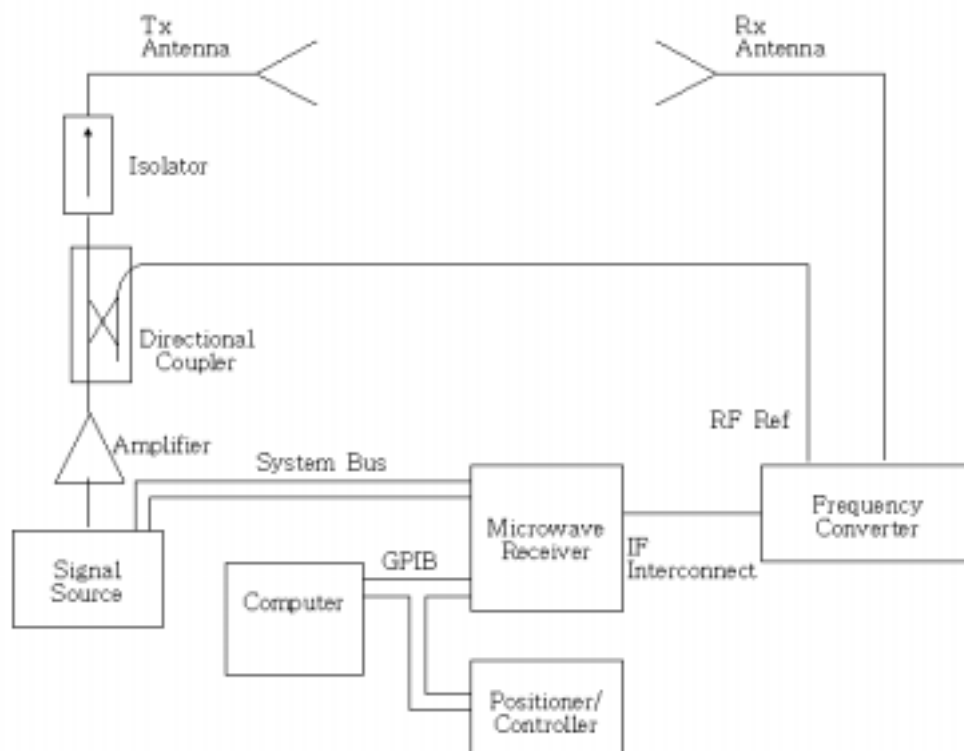 Tx
Antenna
Rx
Antenna
Isolator
Directional
Coupler
RF Ref
Amplifier
System Bus
Frequency
Converter
Microwave
Receiver
IF
Interconnect
GPIB
Signal
Source
Computer
Positioner/
Controller